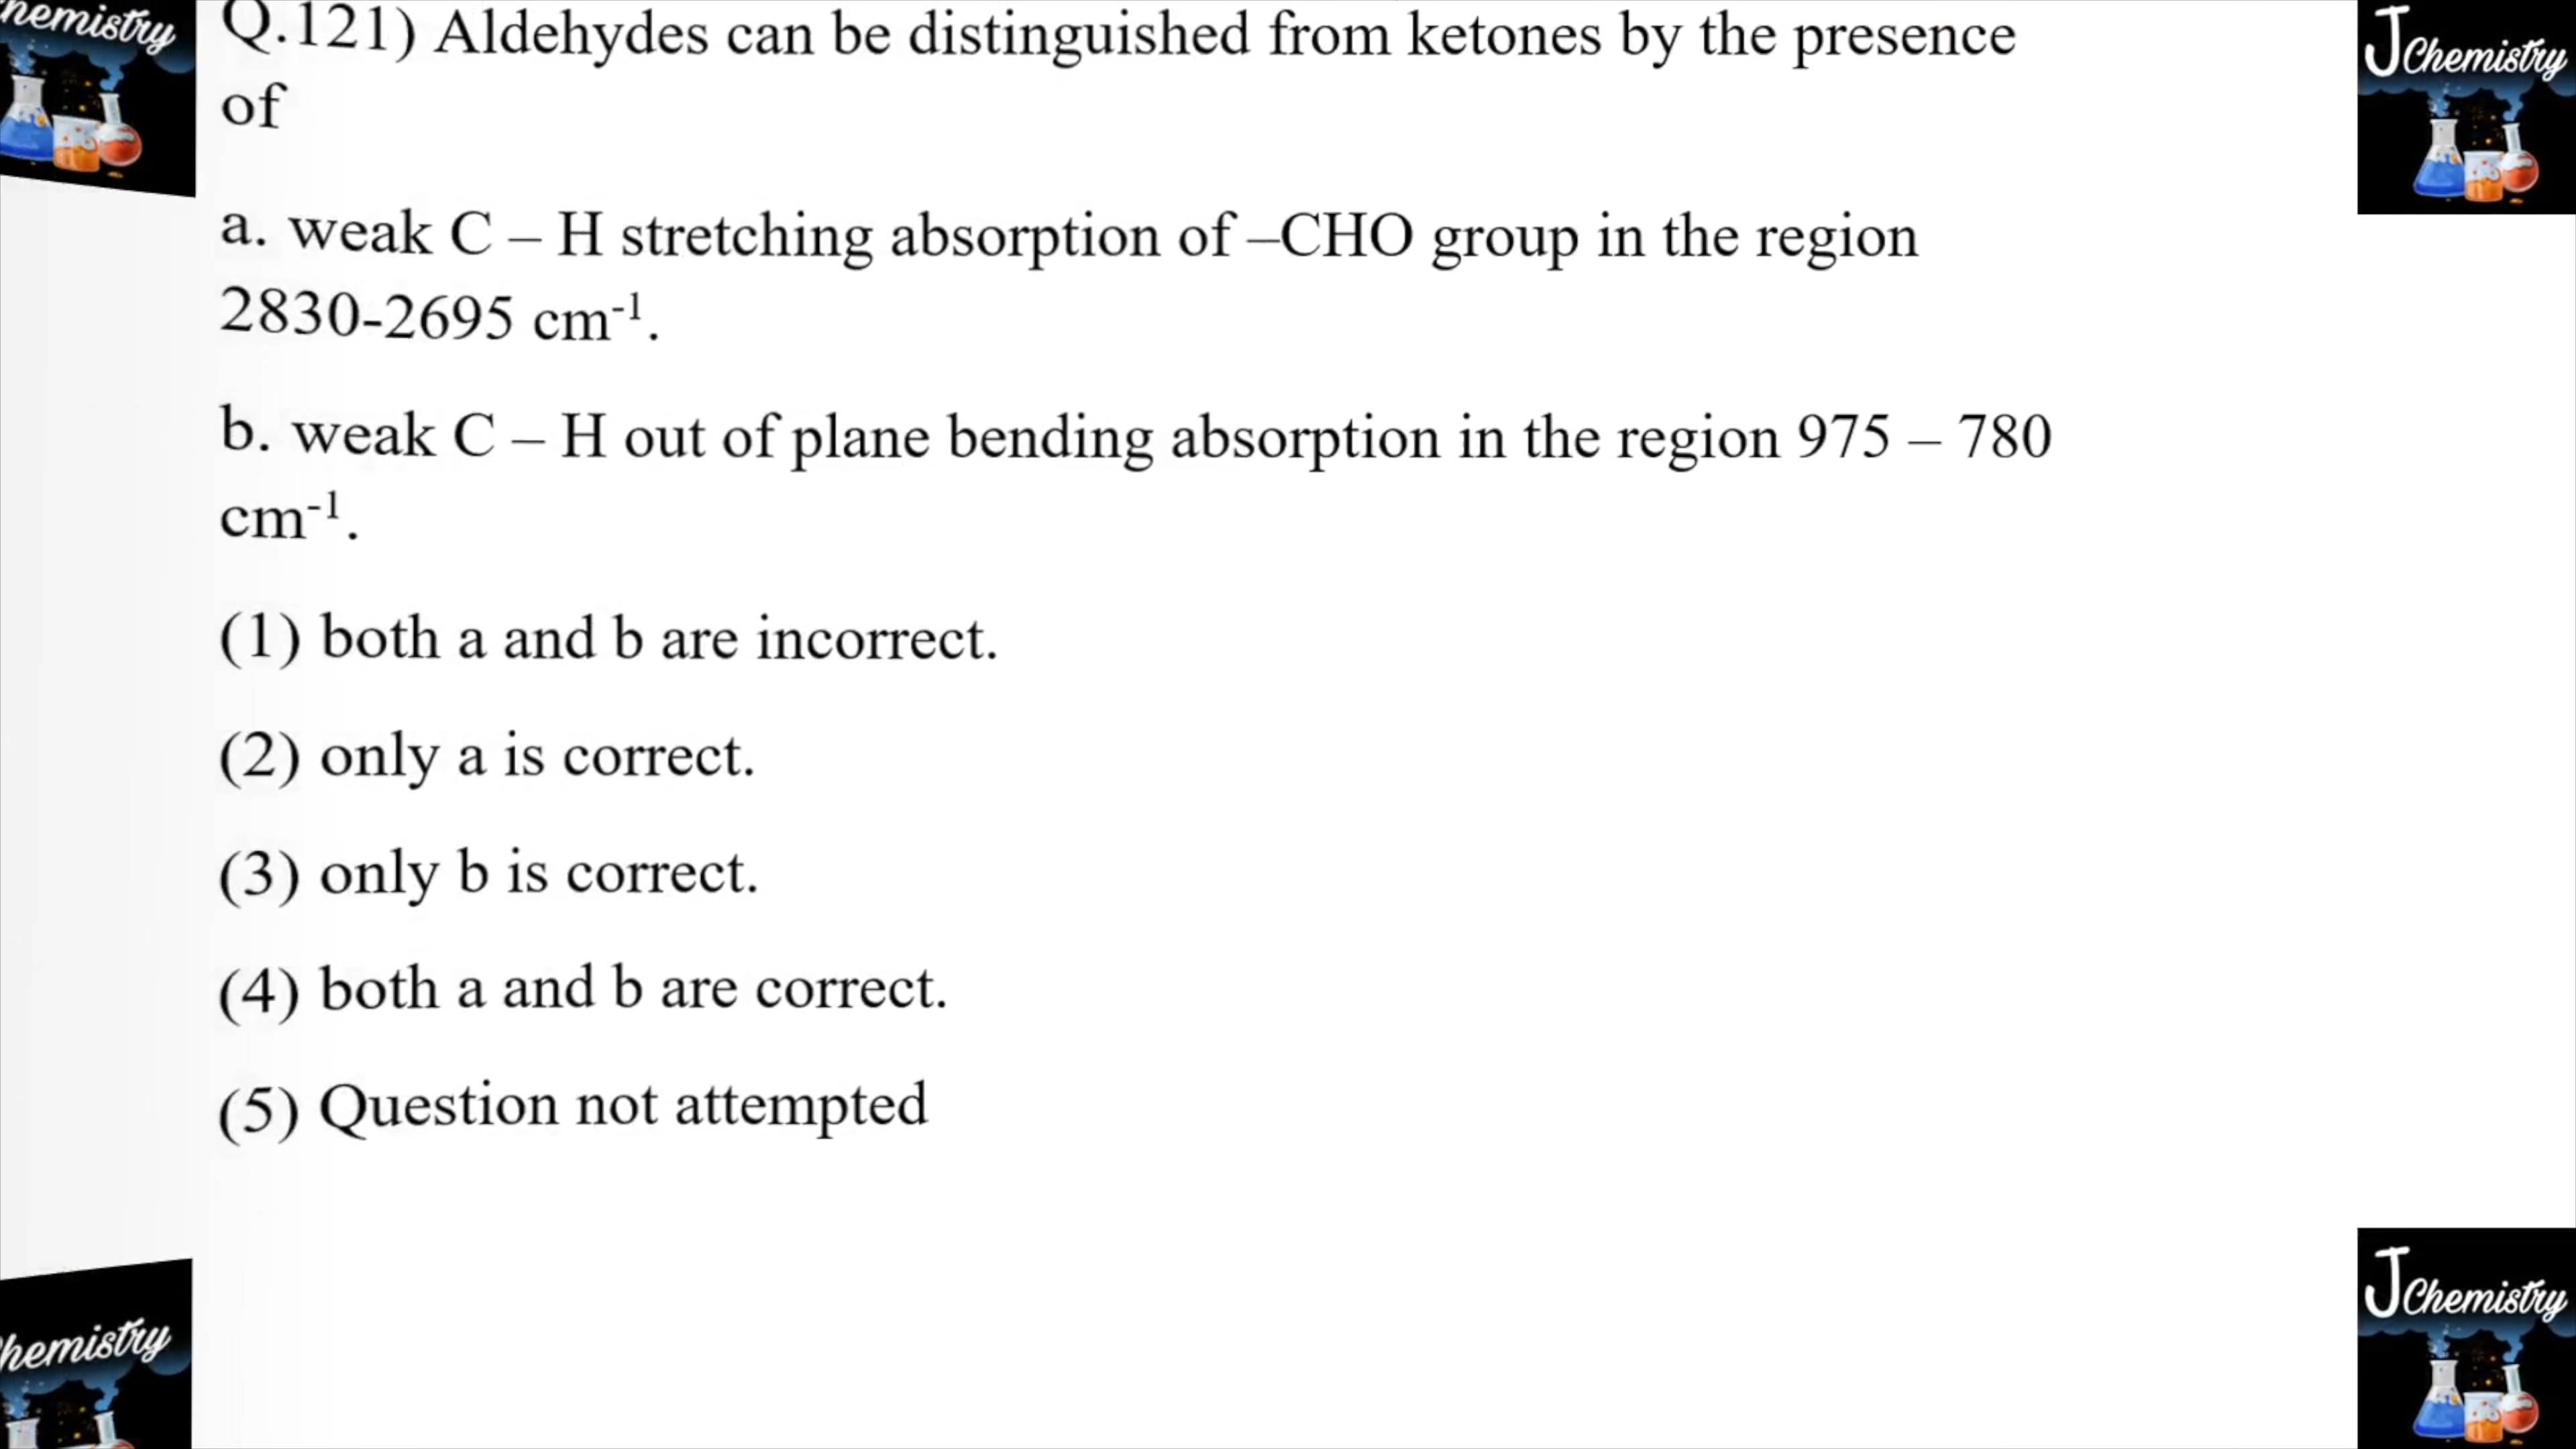 hemistry
JChemistry
Q.121) Aldehydes can be distinguished from ketones by the presence
of
a. weak C – H stretching absorption of –CHO group in the region
2830-2695 cm⁻¹.
b. weak C – H out of plane bending absorption in the region 975 – 780
cm⁻¹.
(1) both a and b are incorrect.
(2) only a is correct.
(3) only b is correct.
(4) both a and b are correct.
(5) Question not attempted
hemistry
JChemistry